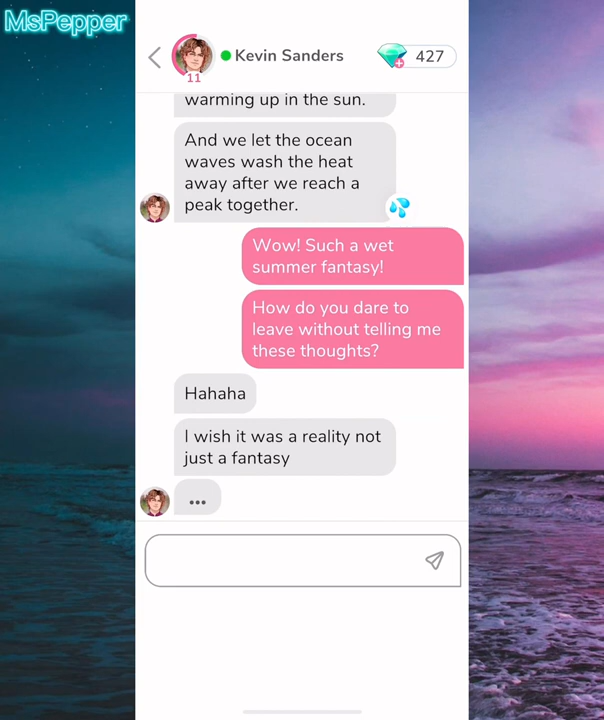 MsPepper
Kevin Sanders
427
11
warming up in the sun.
And we let the ocean
waves wash the heat
away after we reach a
peak together.
Wow! Such a wet
summer fantasy!
How do you dare to
leave without telling me
these thoughts?
Hahaha
I wish it was a reality not
just a fantasy
...